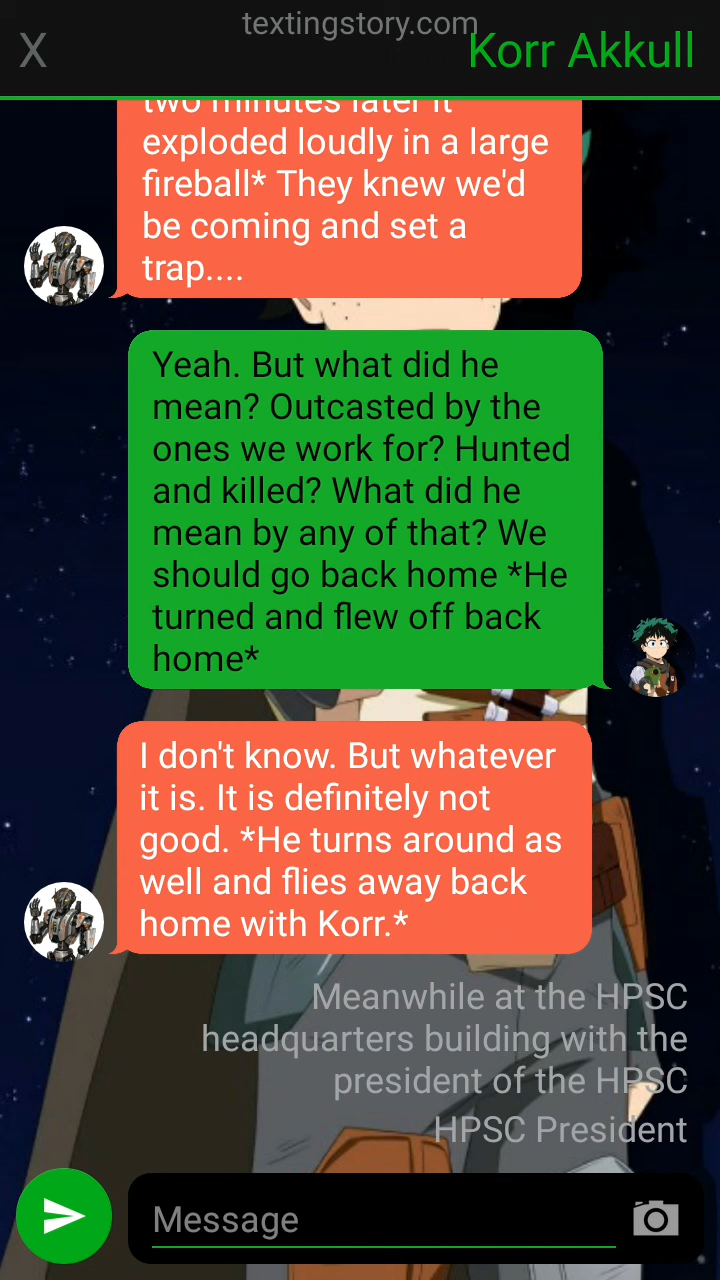 textingstory.com
X
Korr Akkull
two minutes later it
exploded loudly in a large
fireball* They knew we'd
be coming and set a
trap....
Yeah. But what did he
mean? Outcasted by the
ones we work for? Hunted
and killed? What did he
mean by any of that? We
should go back home *He
turned and flew off back
home*
I don't know. But whatever
it is. It is definitely not
good. *He turns around as
well and flies away back
home with Korr.*
Meanwhile at the HPSC
headquarters building with the
president of the HPSC
HPSC President
Message